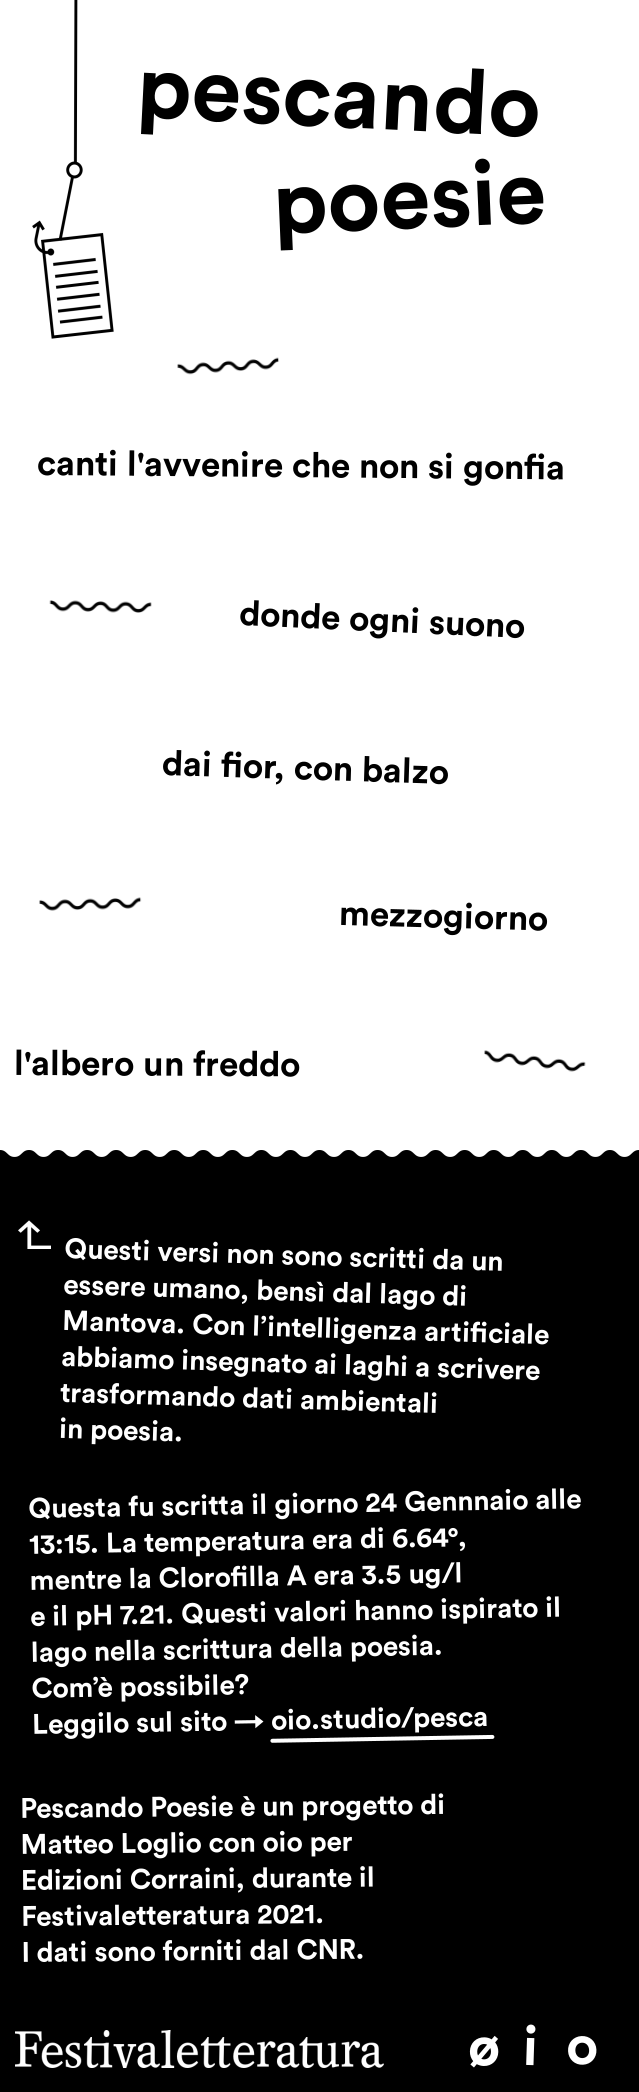 pescando
poesie
canti l'avvenire che non si gonfia
donde ogni suono
dai fior, con balzo
mezzogiorno
l'albero un freddo
Questi versi non sono scritti da un
essere umano, bensì dal lago di
Mantova. Con l’intelligenza artificiale
abbiamo insegnato ai laghi a scrivere
trasformando dati ambientali
in poesia.
Questa fu scritta il giorno 24 Gennnaio alle
13:15. La temperatura era di 6.64°,
mentre la Clorofilla A era 3.5 ug/l
e il pH 7.21. Questi valori hanno ispirato il
lago nella scrittura della poesia.
Com’è possibile?
Leggilo sul sito → oio.studio/pesca
Pescando Poesie è un progetto di
Matteo Loglio con oio per
Edizioni Corraini, durante il
Festivaletteratura 2021.
I dati sono forniti dal CNR.
Festivaletteratura ø i o